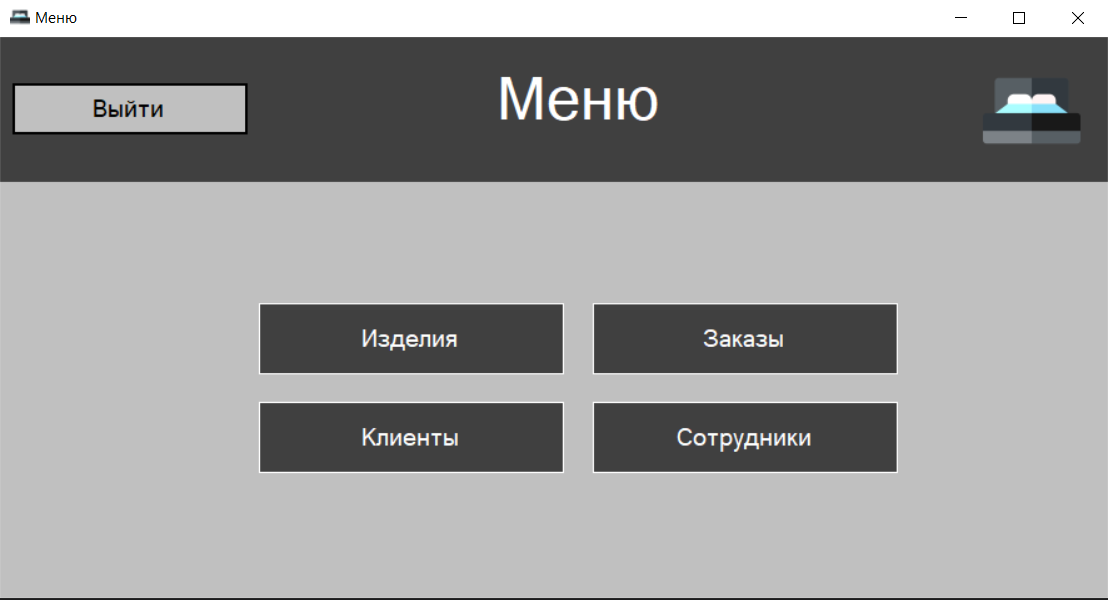 Меню
Выйти
Меню
Изделия
Заказы
Клиенты
Сотрудники